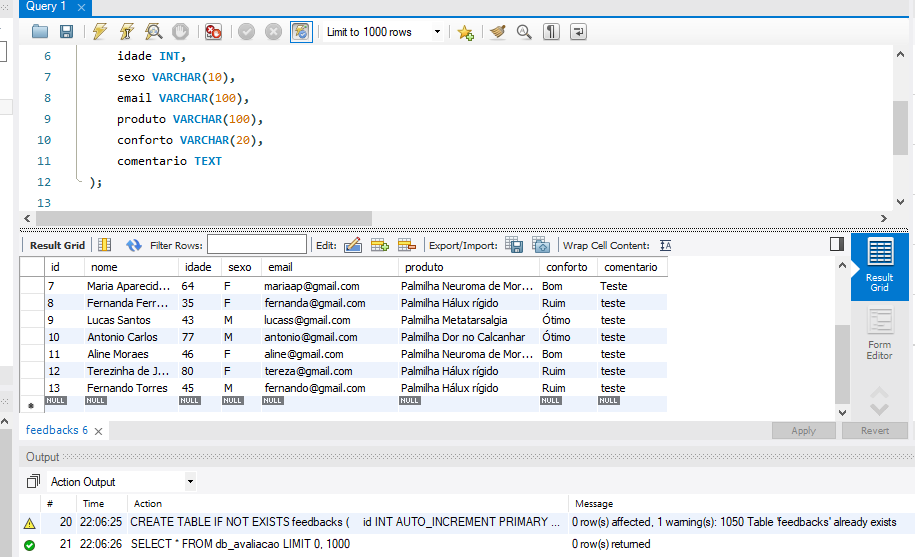 Query 1
Limit to 1000 rows
6 idade INT,
7 sexo VARCHAR(10),
8 email VARCHAR(100),
9 produto VARCHAR(100),
10 conforto VARCHAR(20),
11 comentario TEXT
12 );
13
Result Grid Filter Rows: Edit: Export/Import: Wrap Cell Content: IA
id nome idade sexo email produto conforto comentario
7 Maria Aparecid... 64 F mariaap@gmail.com Palmilha Neuroma de Mor... Bom Teste
8 Fernanda Ferr... 35 F fernanda@gmail.com Palmilha Hálux rígido Ruim teste
9 Lucas Santos 43 M lucass@gmail.com Palmilha Metatarsalgia Ótimo teste
10 Antonio Carlos 77 M antonio@gmail.com Palmilha Dor no Calcanhar Ótimo teste
11 Aline Moraes 46 F aline@gmail.com Palmilha Neuroma de Mor... Bom teste
12 Terezinha de J... 80 F tereza@gmail.com Palmilha Hálux rígido Ruim teste
13 Fernando Torres 45 M fernando@gmail.com Palmilha Hálux rígido Ruim teste
* NULL NULL NULL NULL NULL NULL NULL NULL
Result
Grid
Form
Editor
feedbacks 6
Apply Revert
Output
Action Output
# Time Action Message
20 22:06:25 CREATE TABLE IF NOT EXISTS feedbacks ( id INT AUTO_INCREMENT PRIMARY ... 0 row(s) affected, 1 warning(s): 1050 Table 'feedbacks' already exists
21 22:06:26 SELECT * FROM db_avaliacao LIMIT 0, 1000 0 row(s) returned